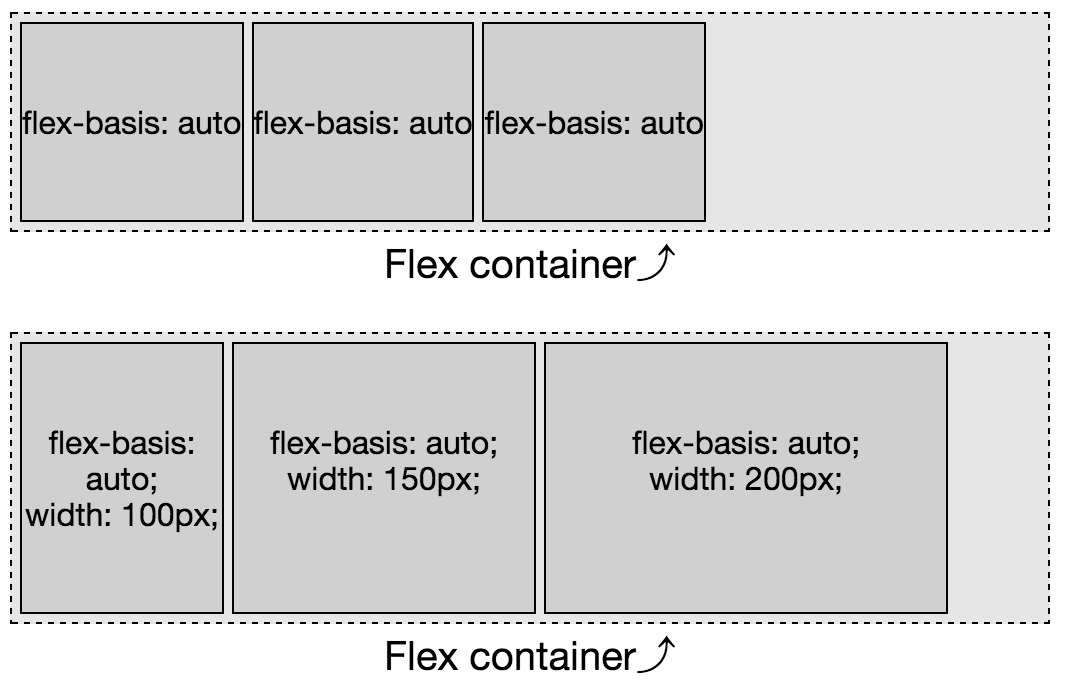 flex-basis: auto
flex-basis: auto
flex-basis: auto
Flex container
flex-basis:
auto;
width: 100px;
flex-basis: auto;
width: 150px;
flex-basis: auto;
width: 200px;
Flex container